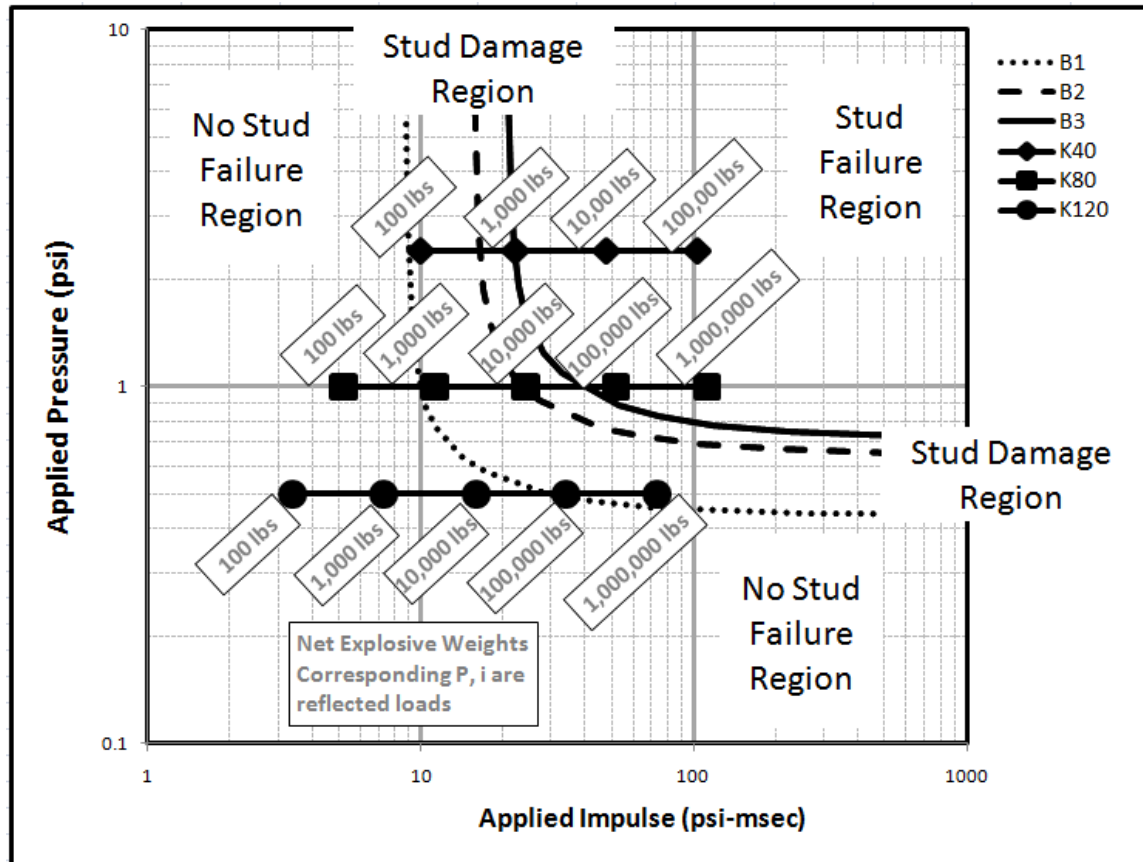 10
1
0.1
1
10
100
1000
Applied Pressure (psi)
Applied Impulse (psi-msec)
No Stud
Failure
Region
Stud Damage
Region
Stud
Failure
Region
B1
B2
B3
K40
K80
K120
100 lbs
1,000 lbs
10,00 lbs
100,00 lbs
100 lbs
1,000 lbs
10,000 lbs
100,000 lbs
1,000,000 lbs
Stud Damage
Region
100 lbs
1,000 lbs
10,000 lbs
100,000 lbs
1,000,000 lbs
No Stud
Failure
Region
Net Explosive Weights
Corresponding P, i are
reflected loads